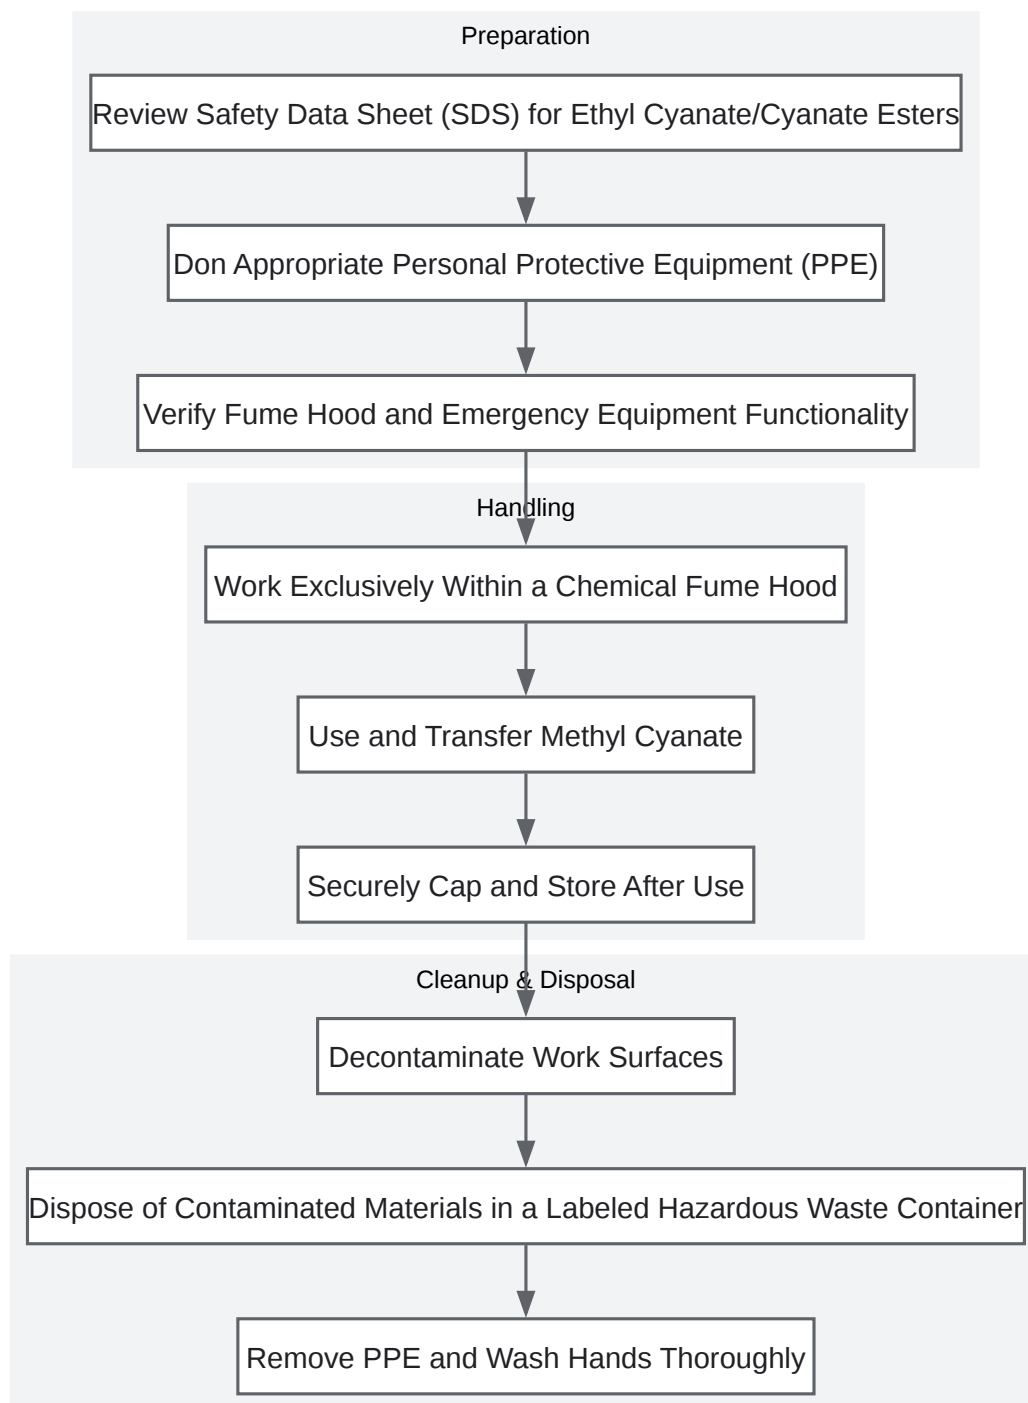 Preparation
Review Safety Data Sheet (SDS) for Ethyl Cyanate/Cyanate Esters
Don Appropriate Personal Protective Equipment (PPE)
Verify Fume Hood and Emergency Equipment Functionality
Handling
Work Exclusively Within a Chemical Fume Hood
Use and Transfer Methyl Cyanate
Securely Cap and Store After Use
Cleanup & Disposal
Decontaminate Work Surfaces
Dispose of Contaminated Materials in a Labeled Hazardous Waste Container
Remove PPE and Wash Hands Thoroughly